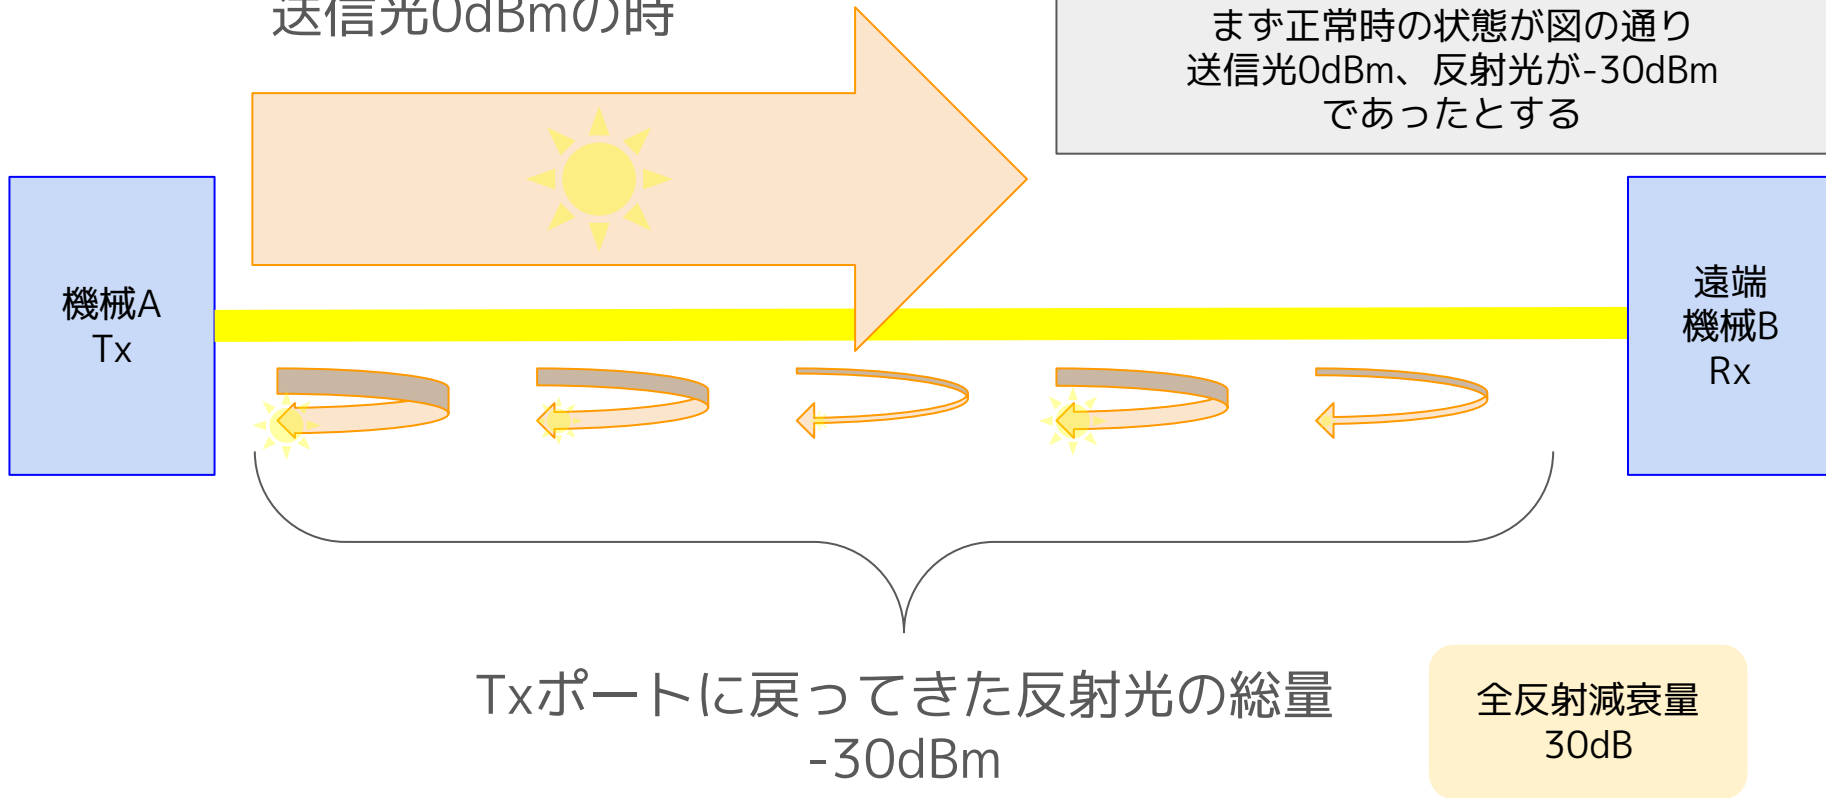 送信光0dBmの時
まず正常時の状態が図の通り
送信光0dBm、反射光が-30dBm
であったとする
機械A
Tx
遠端
機械B
Rx
Txポートに戻ってきた反射光の総量
-30dBm
全反射減衰量
30dB